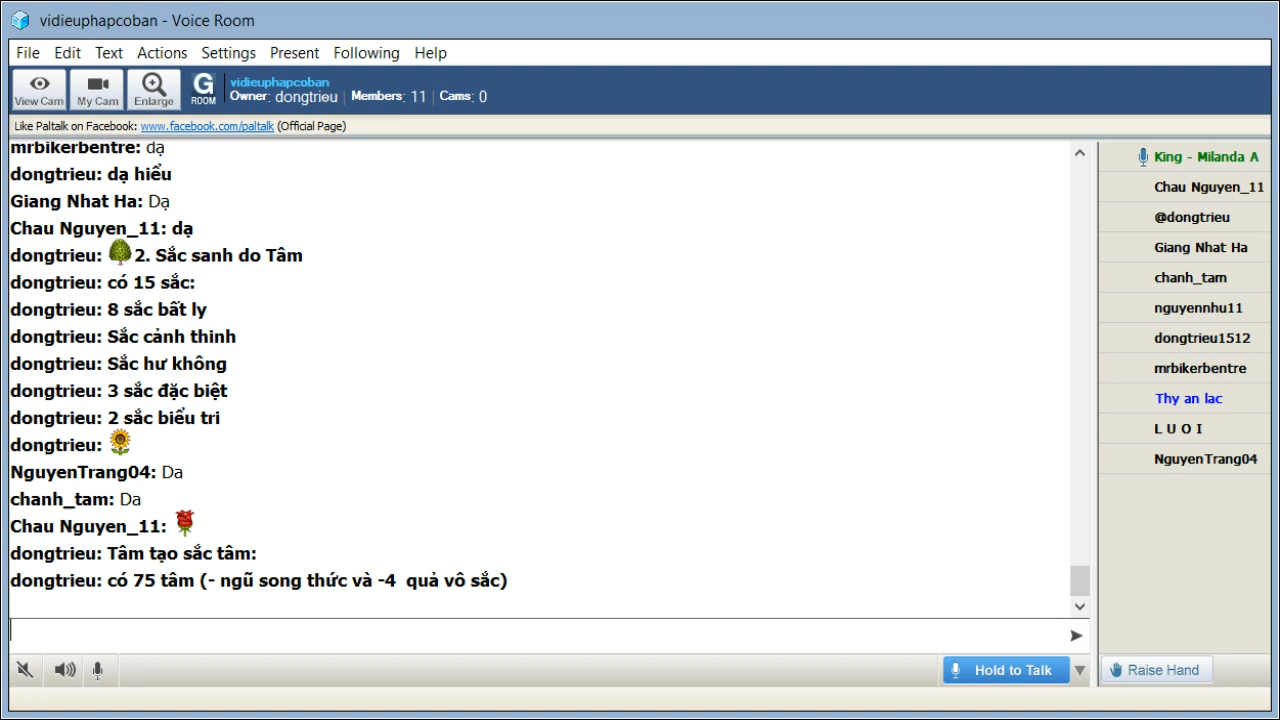 vidieuphapcoban - Voice Room
File Edit Text Actions Settings Present Following Help
View Cam My Cam Enlarge G ROOM
vidieuphapcoban
Owner: dongtrieu | Members: 11 | Cams: 0
Like Paltalk on Facebook: www.facebook.com/paltalk (Official Page)
mrbikerbentre: dạ
dongtrieu: dạ hiểu
Giang Nhat Ha: Dạ
Chau Nguyen_11: dạ
dongtrieu: 2. Sắc sanh do Tâm
dongtrieu: có 15 sắc:
dongtrieu: 8 sắc bất ly
dongtrieu: Sắc cảnh thinh
dongtrieu: Sắc hư không
dongtrieu: 3 sắc đặc biệt
dongtrieu: 2 sắc biểu tri
dongtrieu:
NguyenTrang04: Da
chanh_tam: Da
Chau Nguyen_11:
dongtrieu: Tâm tạo sắc tâm:
dongtrieu: có 75 tâm (- ngũ song thức và -4 quả vô sắc)
King - Milanda A
Chau Nguyen_11
@dongtrieu
Giang Nhat Ha
chanh_tam
nguyennhu11
dongtrieu1512
mrbikerbentre
Thy an lac
L U O I
NguyenTrang04
Hold to Talk
Raise Hand